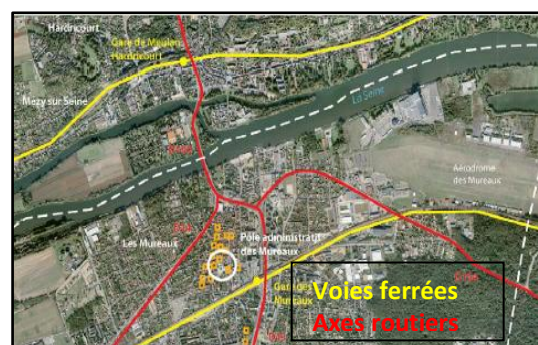 Hardricourt
Gare de Meulan
Hardricourt
Mezy sur Seine
La Seine
Aérodrome
des Mureaux
Les Mureaux
Pôle administratif
des Mureaux
Gare des
Mureaux
Voies ferrées
Axes routiers